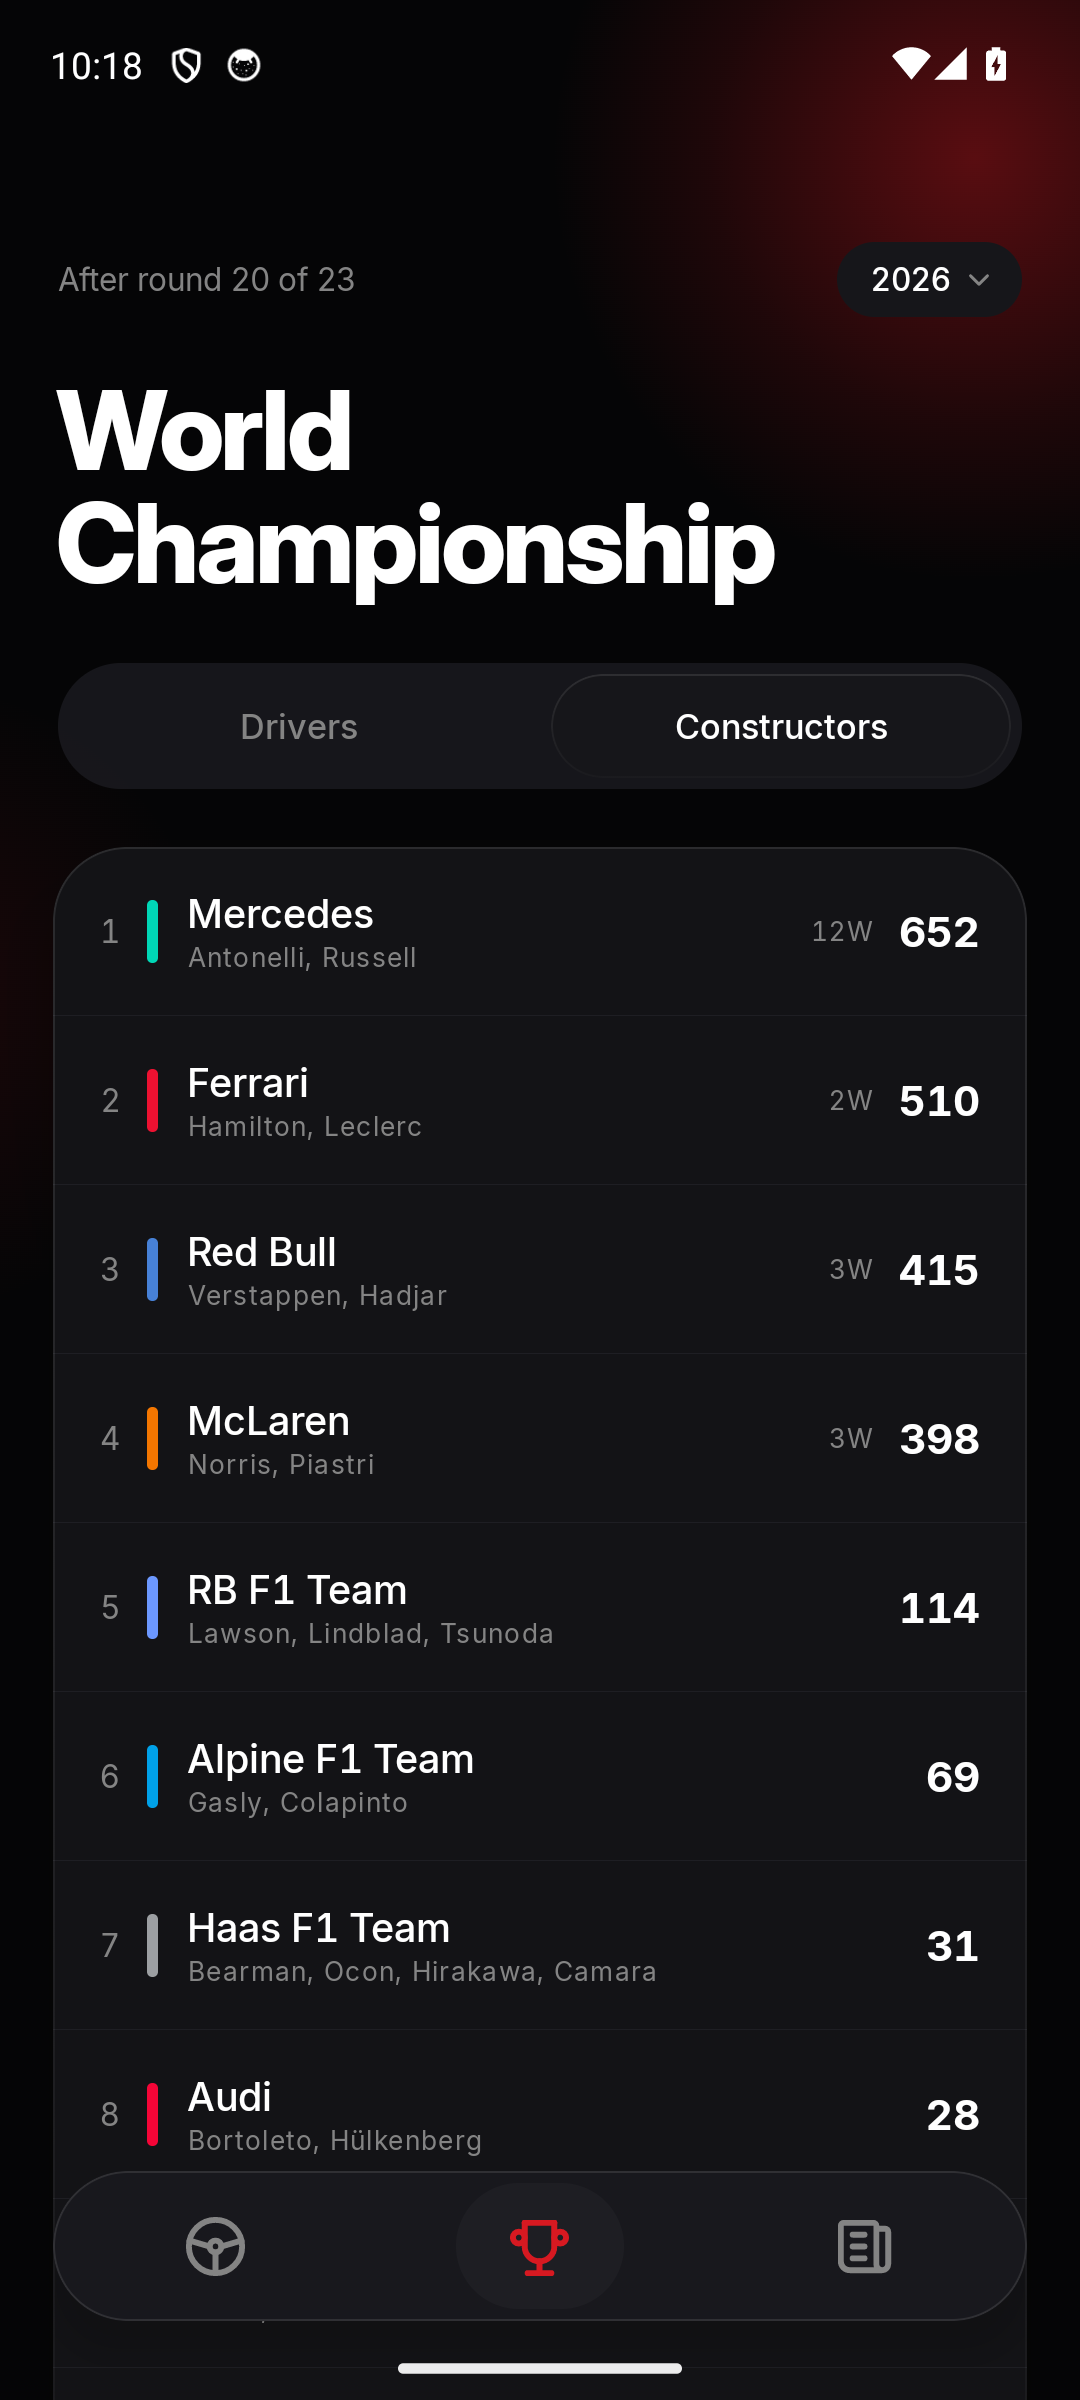 10:18
After round 20 of 23
2026
World
Championship
Drivers
Constructors
1 Mercedes 12W 652
Antonelli, Russell
2 Ferrari 2W 510
Hamilton, Leclerc
3 Red Bull 3W 415
Verstappen, Hadjar
4 McLaren 3W 398
Norris, Piastri
5 RB F1 Team 114
Lawson, Lindblad, Tsunoda
6 Alpine F1 Team 69
Gasly, Colapinto
7 Haas F1 Team 31
Bearman, Ocon, Hirakawa, Camara
8 Audi 28
Bortoleto, Hülkenberg